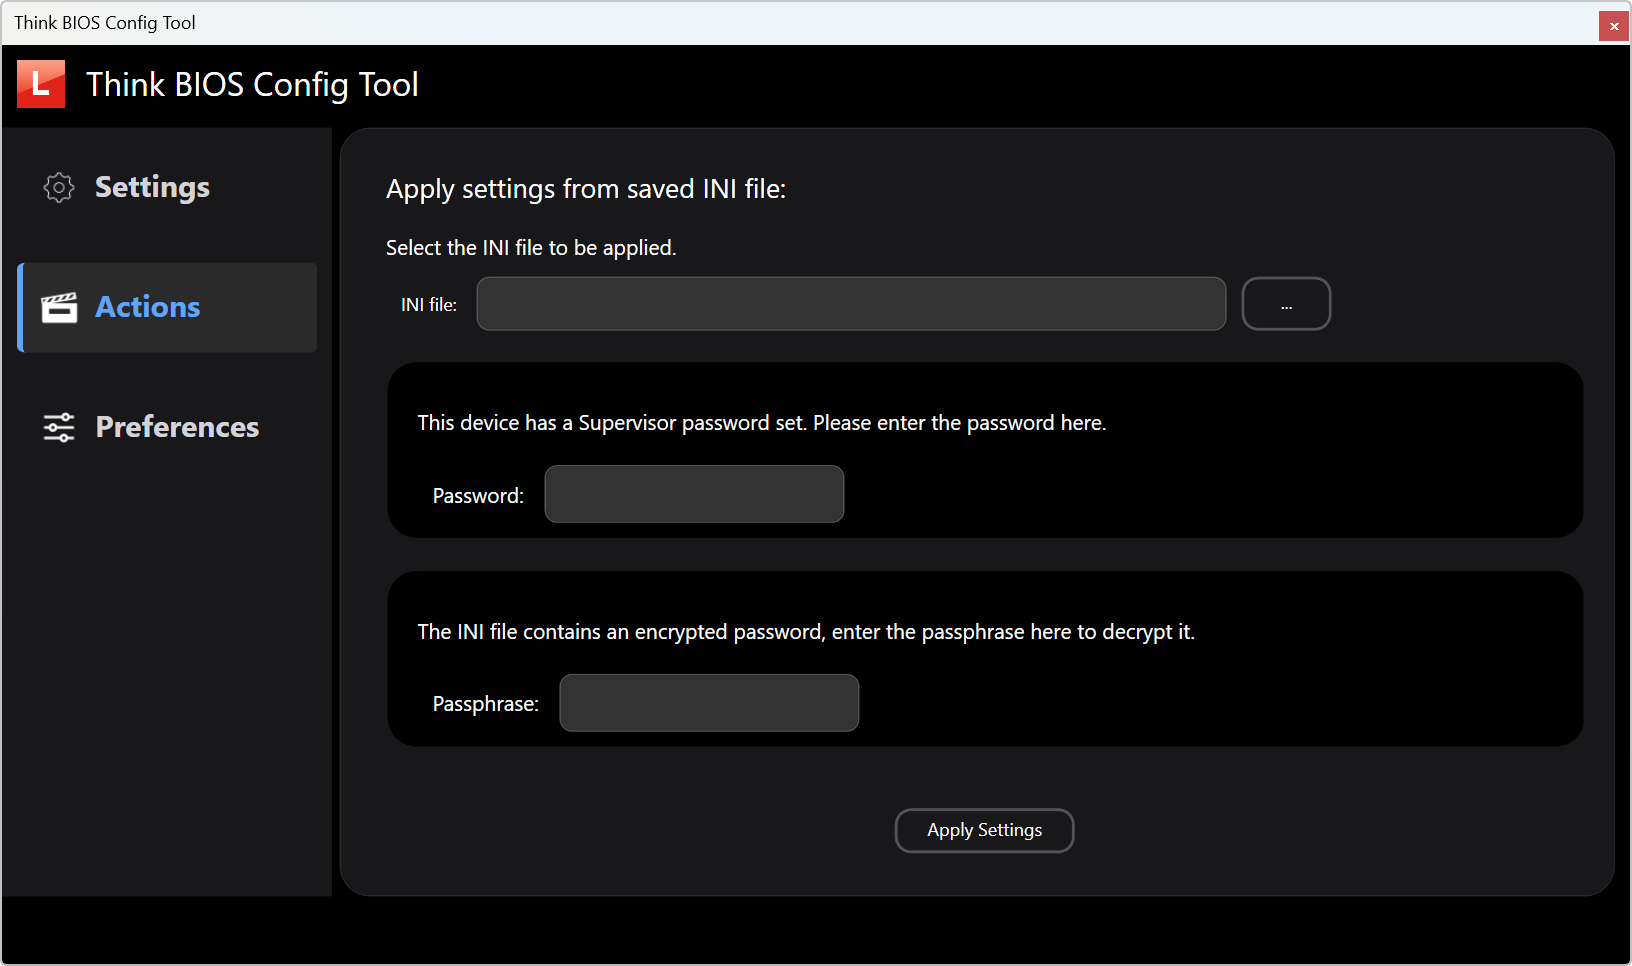 Think BIOS Config Tool
x
L Think BIOS Config Tool
Settings
Actions
Preferences
Apply settings from saved INI file:
Select the INI file to be applied.
INI file: ...
This device has a Supervisor password set. Please enter the password here.
Password:
The INI file contains an encrypted password, enter the passphrase here to decrypt it.
Passphrase:
Apply Settings